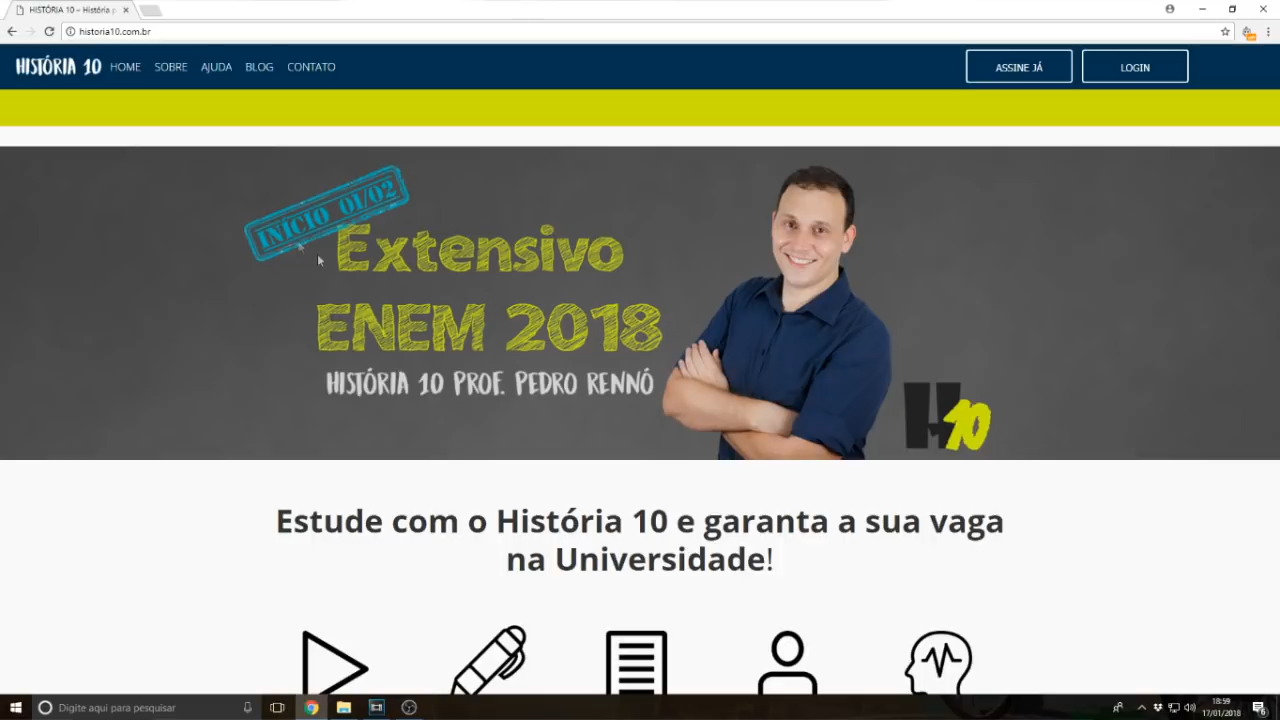 HISTÓRIA 10 – História p
historia10.com.br
HISTÓRIA 10
HOME
SOBRE
AJUDA
BLOG
CONTATO
ASSINE JÁ
LOGIN
INÍCIO 01/02
Extensivo
ENEM 2018
HISTÓRIA 10 PROF. PEDRO RENNÓ
H10
Estude com o História 10 e garanta a sua vaga
na Universidade!
Digite aqui para pesquisar
18:59
17/01/2018